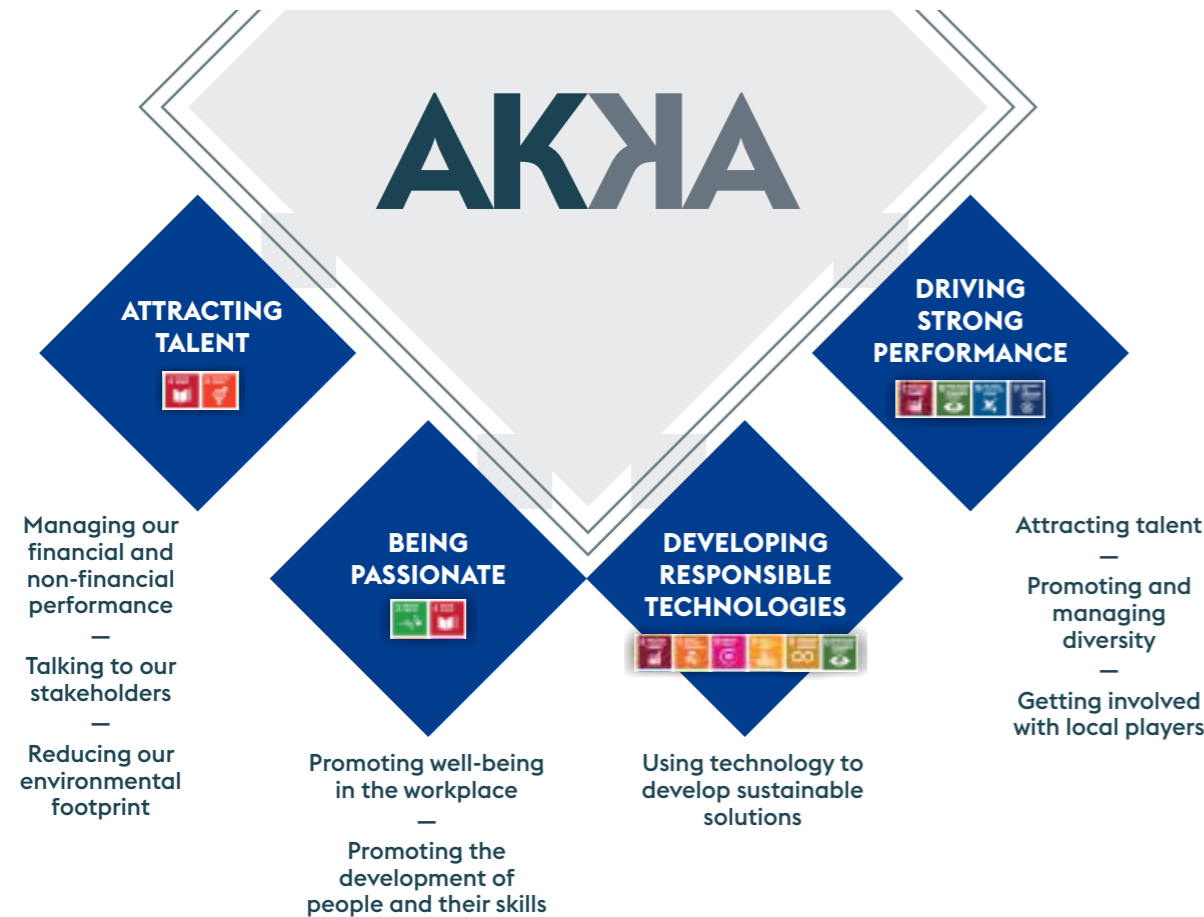 AKKA
ATTRACTING
TALENT
Managing our
financial and
non-financial
performance
—
Talking to our
stakeholders
—
Reducing our
environmental
footprint
BEING
PASSIONATE
Promoting well-being
in the workplace
—
Promoting the
development of
people and their skills
DEVELOPING
RESPONSIBLE
TECHNOLOGIES
Using technology to
develop sustainable
solutions
DRIVING
STRONG
PERFORMANCE
Attracting talent
—
Promoting and
managing
diversity
—
Getting involved
with local players